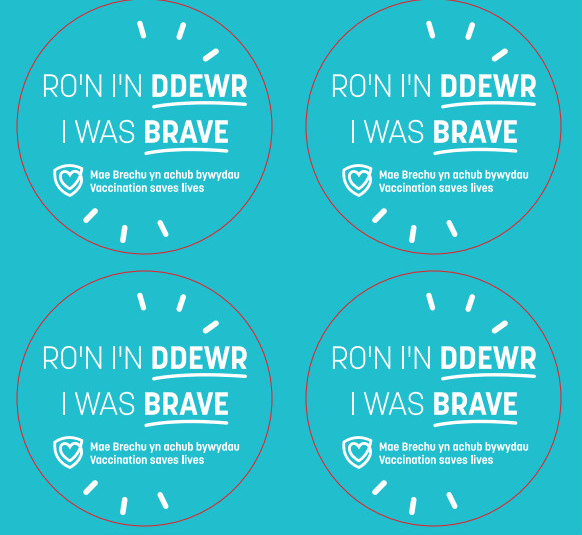 RO'N I'N DDEWR
I WAS BRAVE
Mae Brechu yn achub bywydau
Vaccination saves lives
RO'N I'N DDEWR
I WAS BRAVE
Mae Brechu yn achub bywydau
Vaccination saves lives
RO'N I'N DDEWR
I WAS BRAVE
Mae Brechu yn achub bywydau
Vaccination saves lives
RO'N I'N DDEWR
I WAS BRAVE
Mae Brechu yn achub bywydau
Vaccination saves lives